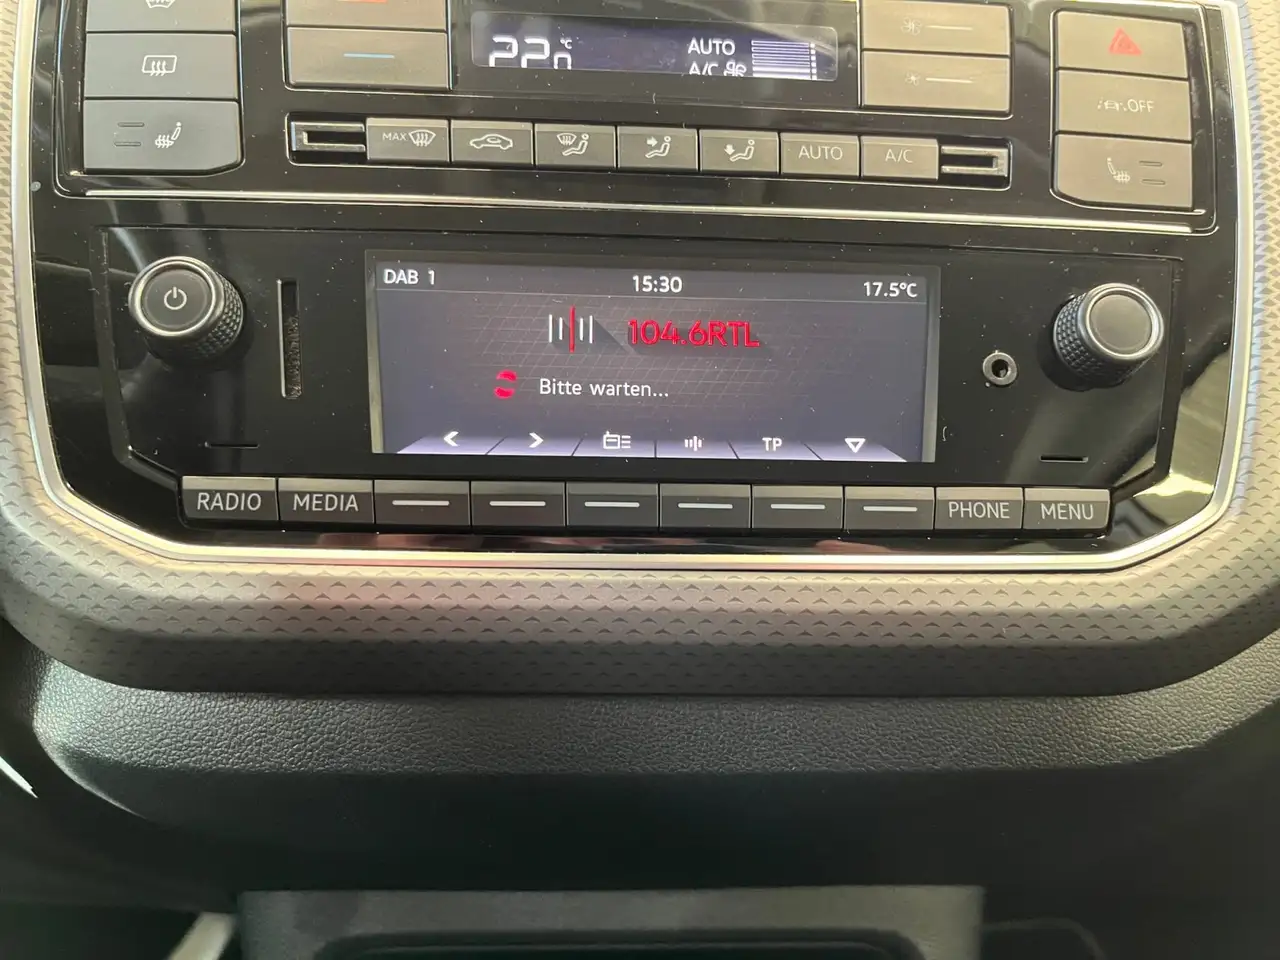 22.0 °C
AUTO
A/C
OFF
MAX
AUTO
A/C
DAB 1
15:30
17.5°C
104.6RTL
Bitte warten...
TP
RADIO
MEDIA
PHONE
MENU